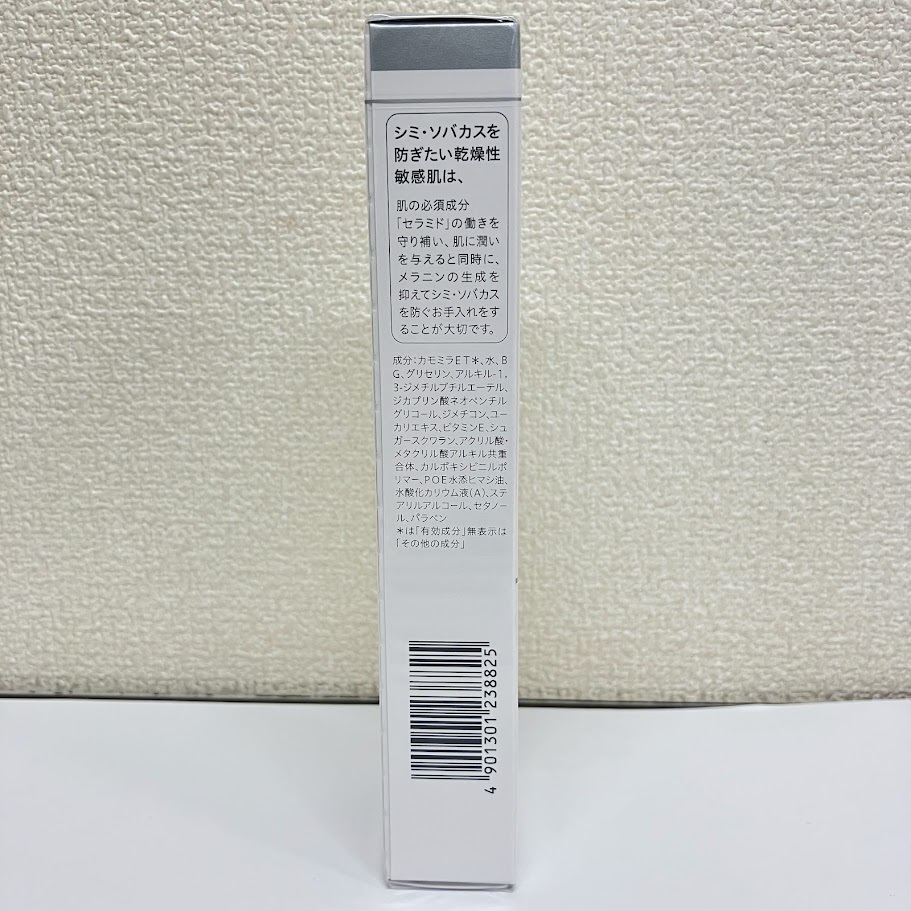 シミ・ソバカスを
防ぎたい乾燥性
敏感肌は、
肌の必須成分
「セラミド」の働きを
守り補い、肌に潤い
を与えると同時に、
メラニンの生成を
抑えてシミ・ソバカス
を防ぐお手入れをす
ることが大切です。
成分:カモミラET＊、水、B
G、グリセリン、アルキル-1,
3-ジメチルブチルエーテル、
ジカプリン酸ネオペンチル
グリコール、ジメチコン、ユー
カリエキス、ビタミンE、シュ
ガースクワラン、アクリル酸・
メタクリル酸アルキル共重
合体、カルボキシビニルポ
リマー、POE水添ヒマシ油、
水酸化カリウム液(A)、ステ
アリルアルコール、セタノー
ル、パラベン
＊は「有効成分」無表示は
「その他の成分」
4 901301 238825